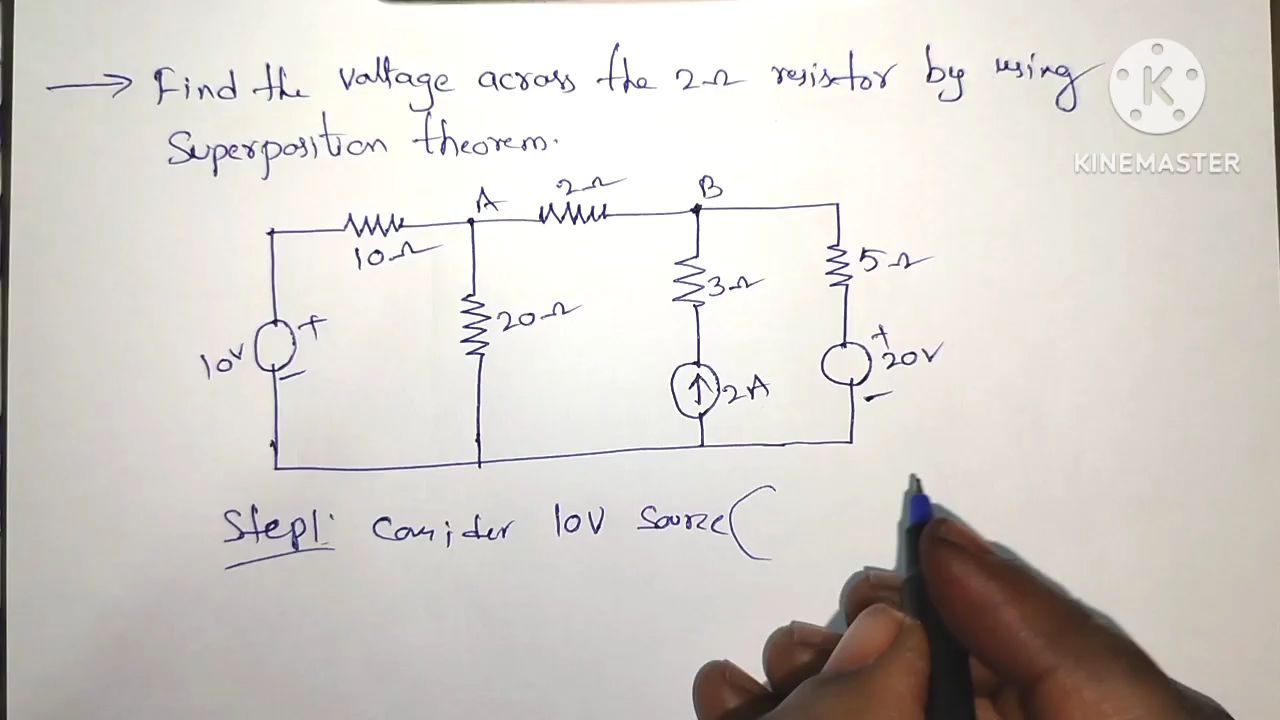 → Find the voltage across the 2Ω resistor by using
Superposition theorem.
K
KINEMASTER
A
2Ω
B
10Ω
20Ω
3Ω
5Ω
10V
+
-
2A
+
20V
-
Step1: Consider 10V Source(